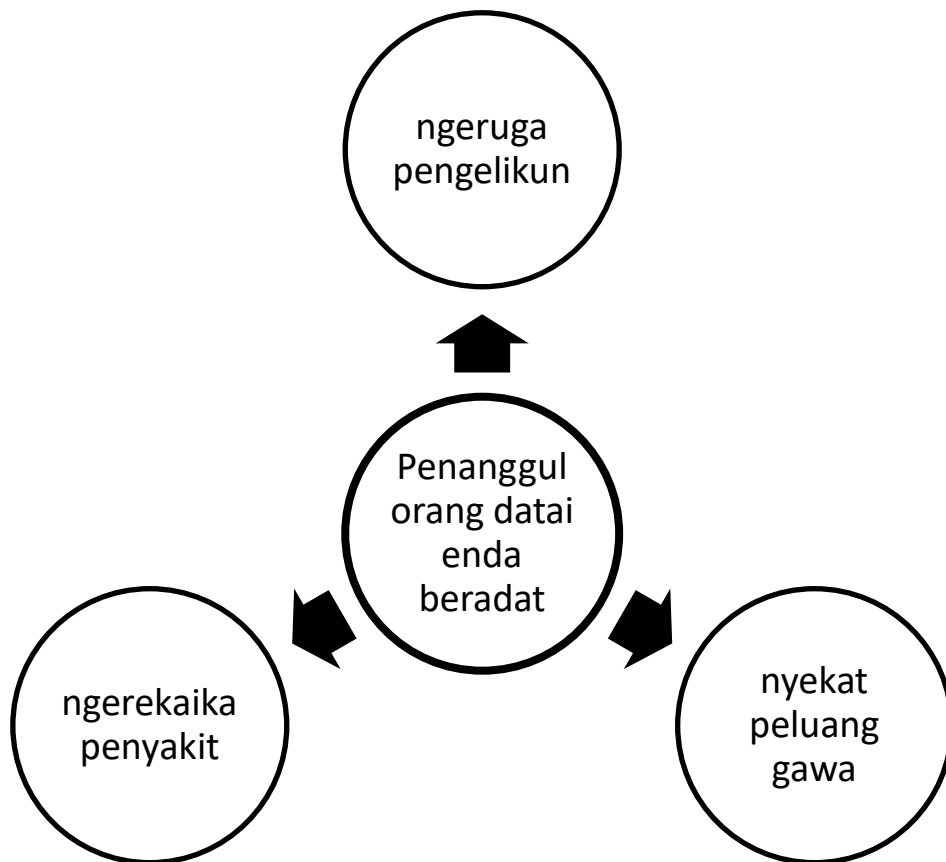 ngeruga
pengelikun
Penanggul
orang datai
enda
beradat
ngerekaika
penyakit
nyekat
peluang
gawa